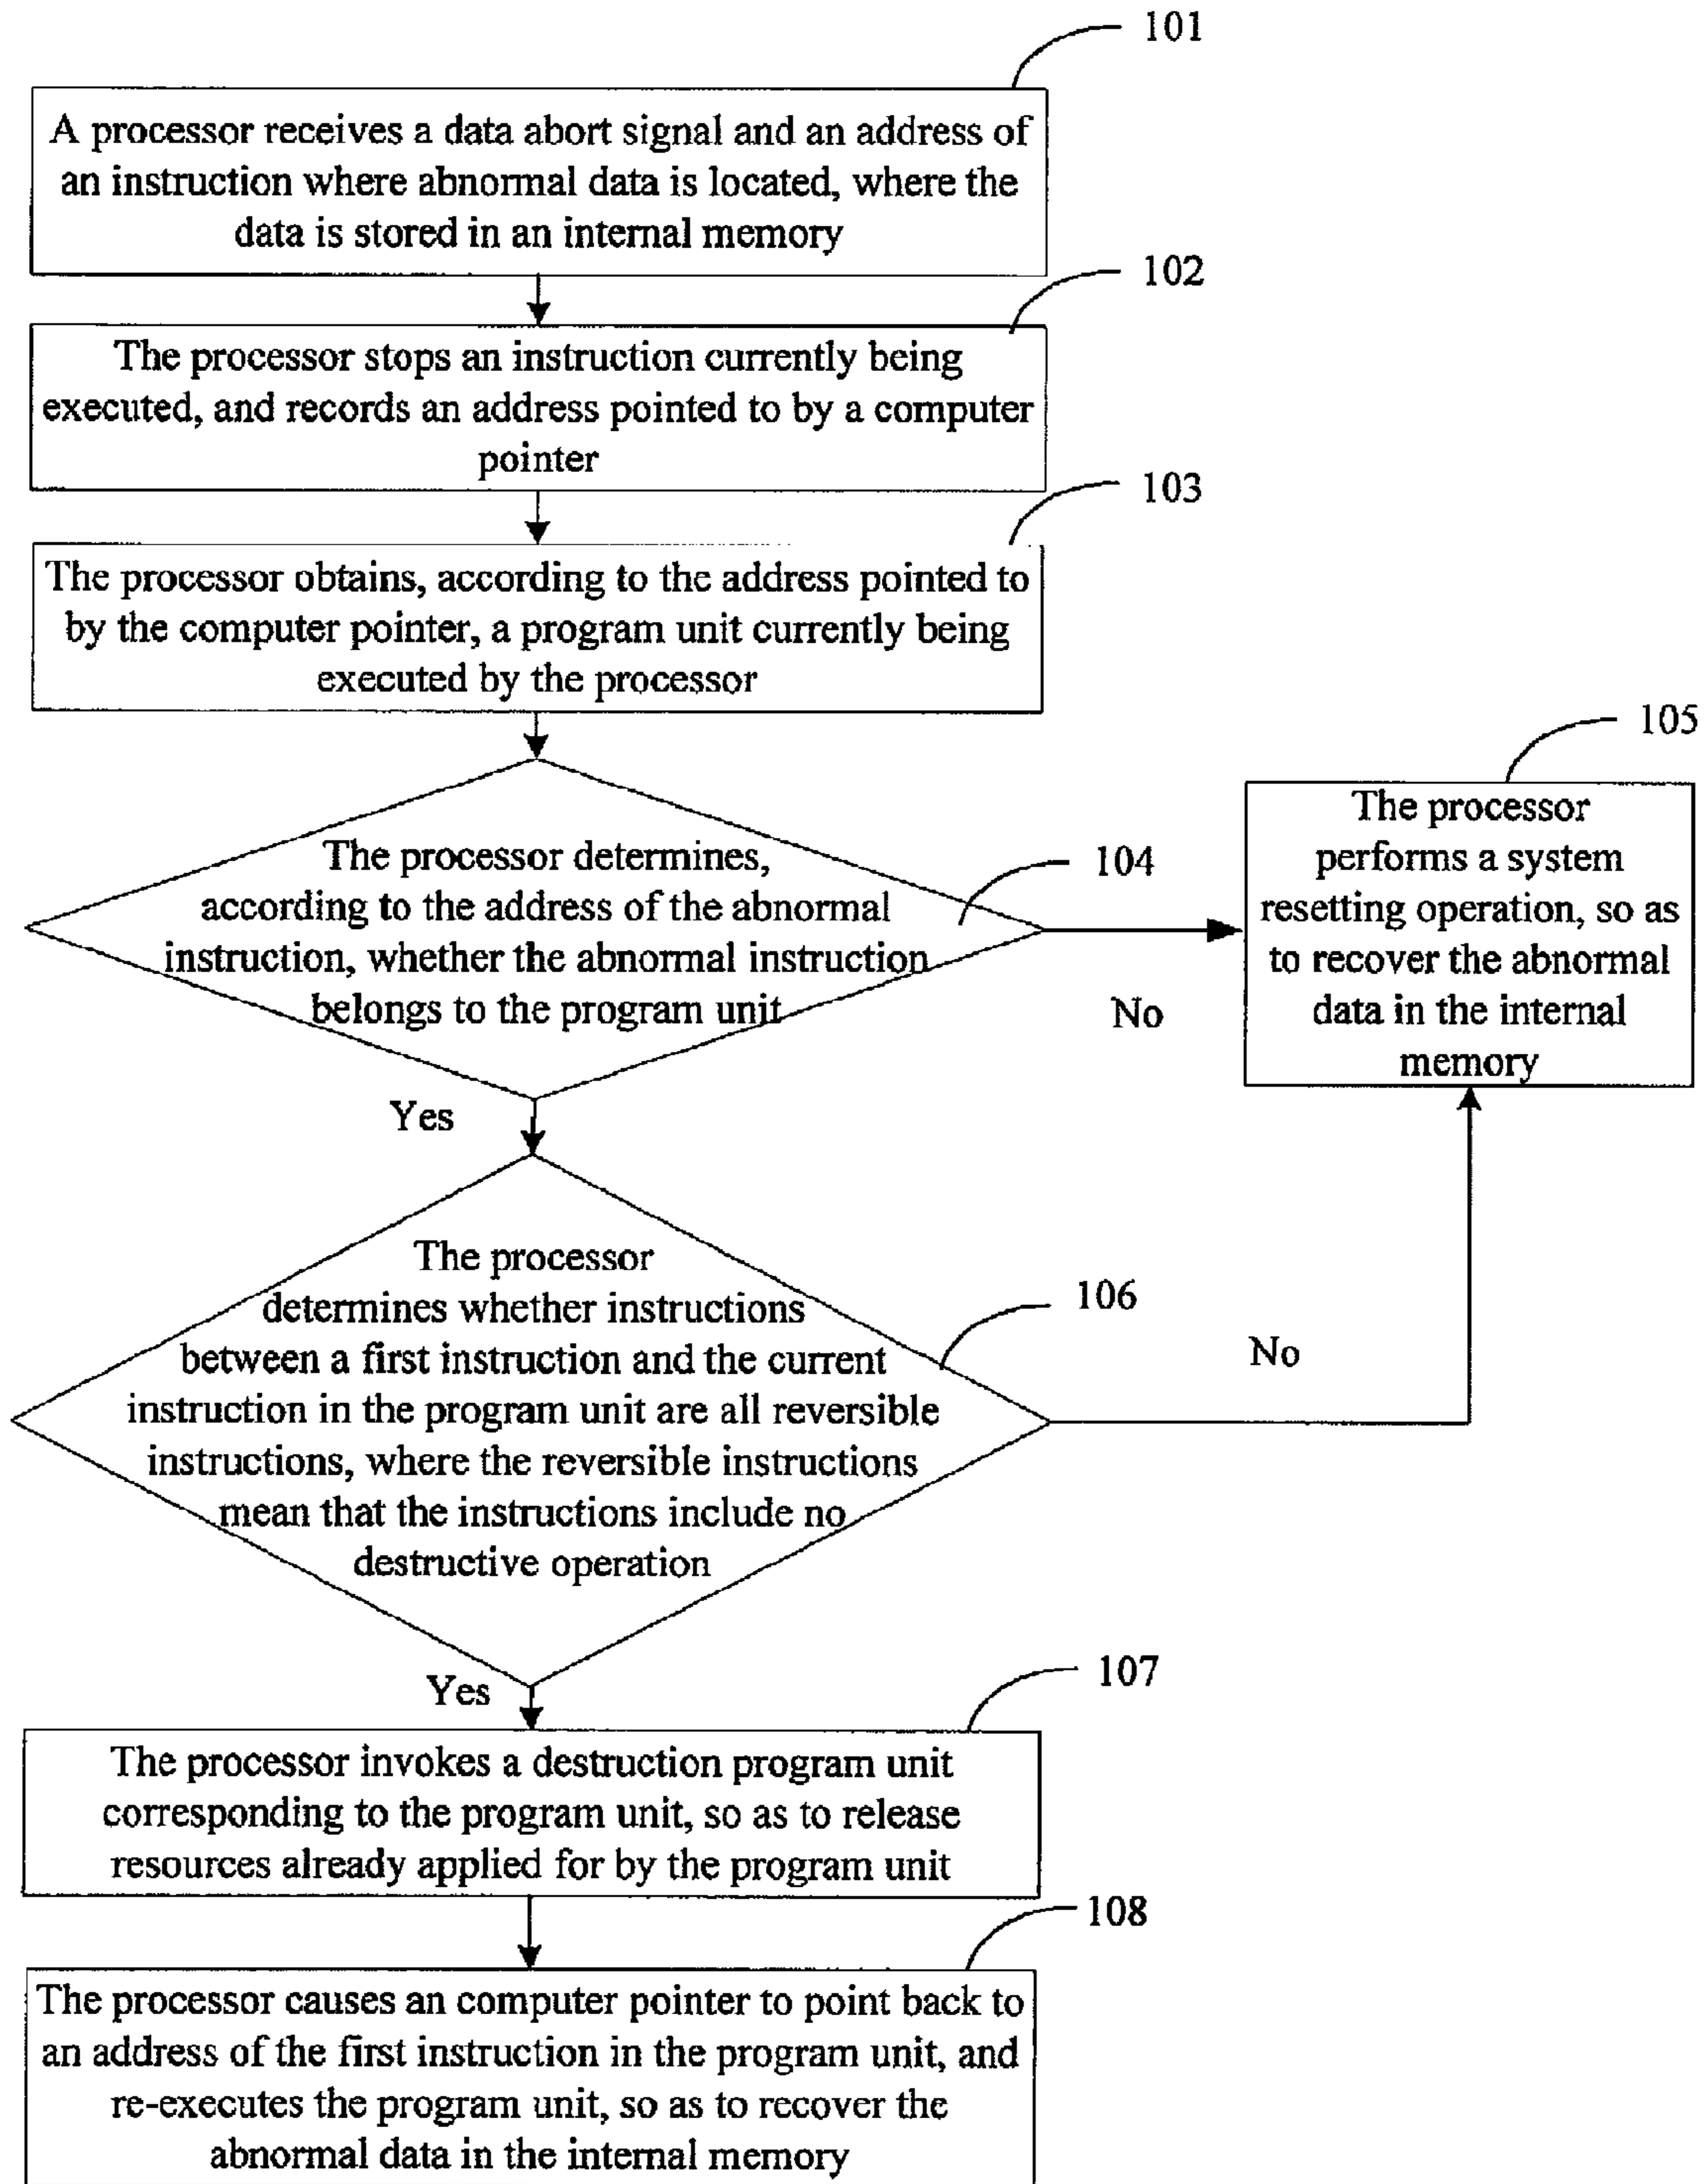 101
A processor receives a data abort signal and an address of
an instruction where abnormal data is located, where the
data is stored in an internal memory
102
The processor stops an instruction currently being
executed, and records an address pointed to by a computer
pointer
103
The processor obtains, according to the address pointed to
by the computer pointer, a program unit currently being
executed by the processor
104
The processor determines,
according to the address of the abnormal
instruction, whether the abnormal instruction
belongs to the program unit
No
105
The processor
performs a system
resetting operation, so as
to recover the abnormal
data in the internal
memory
Yes
106
The processor
determines whether instructions
between a first instruction and the current
instruction in the program unit are all reversible
instructions, where the reversible instructions
mean that the instructions include no
destructive operation
No
Yes
107
The processor invokes a destruction program unit
corresponding to the program unit, so as to release
resources already applied for by the program unit
108
The processor causes an computer pointer to point back to
an address of the first instruction in the program unit, and
re-executes the program unit, so as to recover the
abnormal data in the internal memory